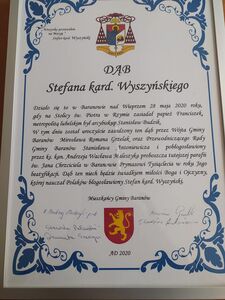 DĄB
Stefana kard. Wyszyńskiego
Działo się to w Baranowie nad Wieprzem 28 maja 2020 roku,
gdy na Stolicy św. Piotra w Rzymie zasiadał papież Franciszek,
metropolitą lubelskim był arcybiskup Stanisław Budzik.
W tym dniu został uroczyście zasadzony ten dąb przez Wójta Gminy
Baranów Mirosława Romana Grzelak oraz Przewodniczącego Rady
Gminy Baranów Stanisława Antoniewicza i pobłogosławiony
przez ks. kan. Andrzeja Wacława Małeckiego proboszcza tutejszej parafii
św. Jana Chrzciciela w Baranowie Prymasowi Tysiąclecia w roku Jego
beatyfikacji. Dąb ten niech będzie świadkiem miłości Boga i Ojczyzny,
której nauczał Polaków błogosławiony Stefan kard. Wyszyński.
Mieszkańcy Gminy Baranów
AD 2020